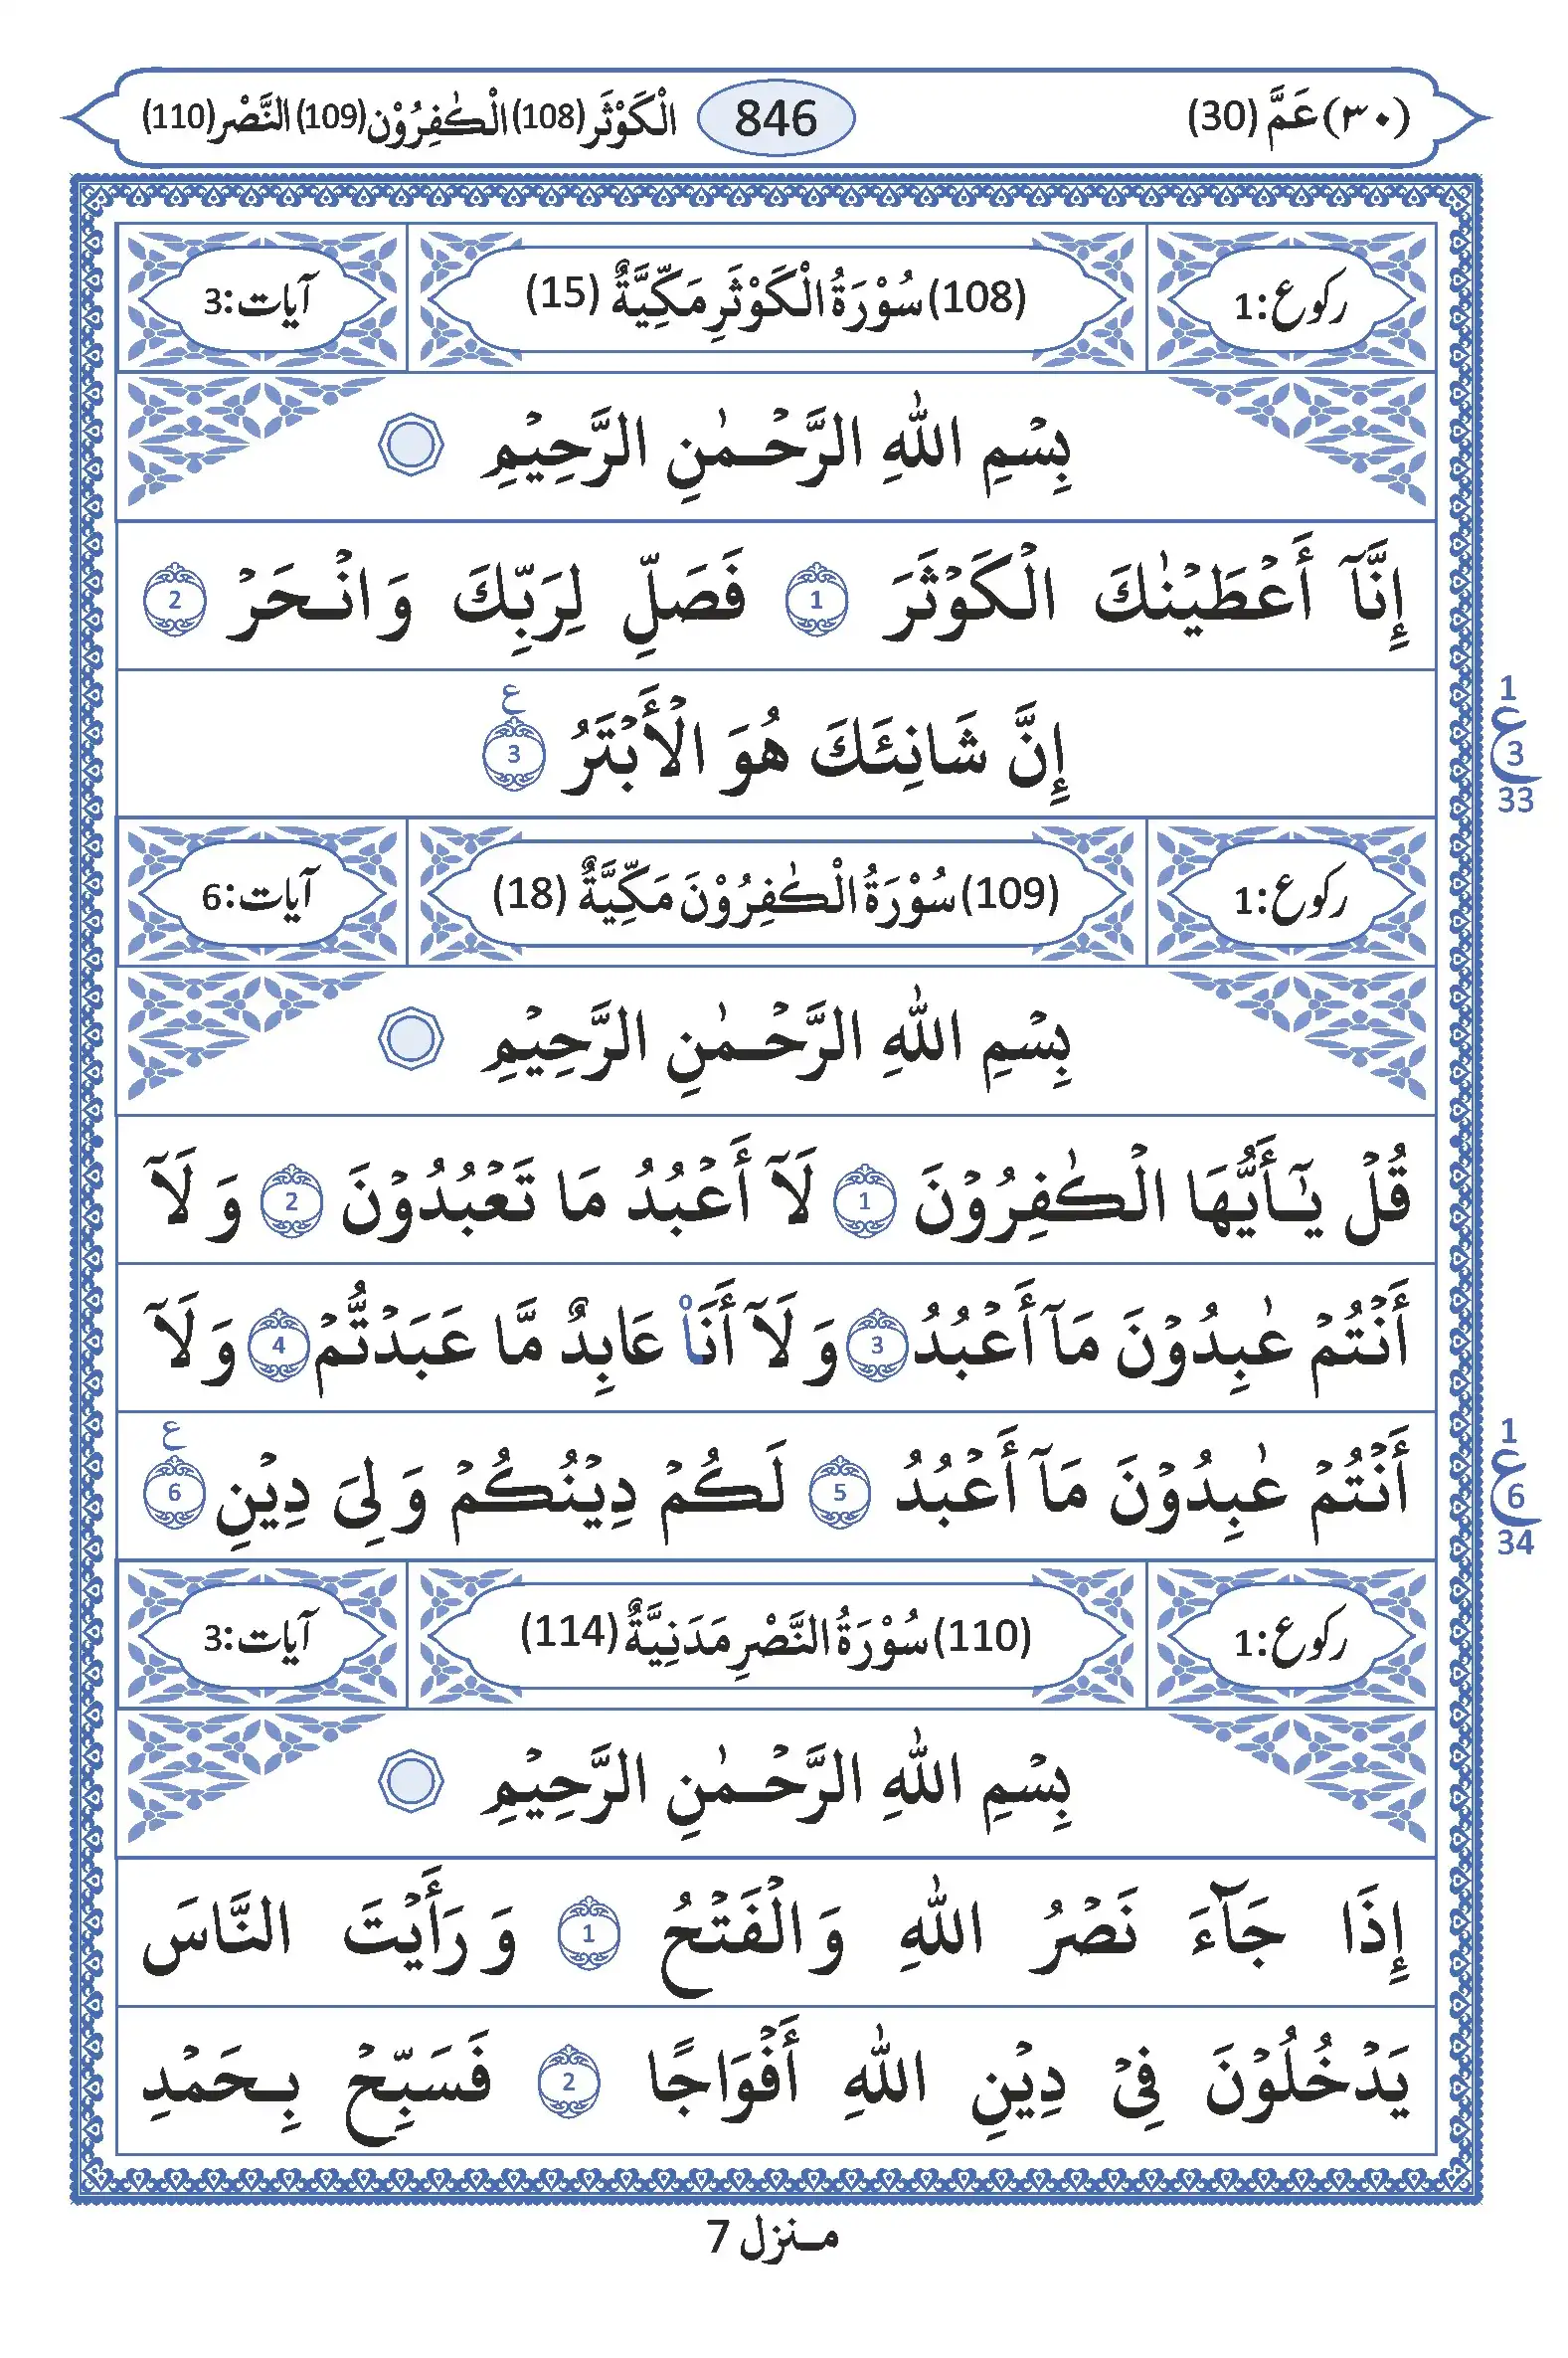 (٣٠) عَمَّ (30) 846 الْكَوْثَر (108) الْكٰفِرُوْن (109) النَّصْر (110)
رکوع:1 (108) سُوْرَةُ الْكَوْثَرِ مَكِّيَّةٌ (15) آیات:3
بِسْمِ اللّٰهِ الرَّحْمٰنِ الرَّحِيْمِ
إِنَّآ أَعْطَيْنٰكَ الْكَوْثَرَ 1 فَصَلِّ لِرَبِّكَ وَانْحَرْ 2
إِنَّ شَانِئَكَ هُوَ الْأَبْتَرُ 3 ع
1
ع 3
33
رکوع:1 (109) سُوْرَةُ الْكٰفِرُوْنَ مَكِّيَّةٌ (18) آیات:6
بِسْمِ اللّٰهِ الرَّحْمٰنِ الرَّحِيْمِ
قُلْ يٰٓأَيُّهَا الْكٰفِرُوْنَ 1 لَآ أَعْبُدُ مَا تَعْبُدُوْنَ 2 وَلَآ
أَنْتُمْ عٰبِدُوْنَ مَآ أَعْبُدُ 3 وَلَآ أَنَا۠ عَابِدٌ مَّا عَبَدْتُّمْ 4 وَلَآ
أَنْتُمْ عٰبِدُوْنَ مَآ أَعْبُدُ 5 لَكُمْ دِيْنُكُمْ وَلِىَ دِيْنِ 6 ع
1
ع 6
34
رکوع:1 (110) سُوْرَةُ النَّصْرِ مَدَنِيَّةٌ (114) آیات:3
بِسْمِ اللّٰهِ الرَّحْمٰنِ الرَّحِيْمِ
إِذَا جَآءَ نَصْرُ اللّٰهِ وَالْفَتْحُ 1 وَرَأَيْتَ النَّاسَ
يَدْخُلُوْنَ فِىْ دِيْنِ اللّٰهِ أَفْوَاجًا 2 فَسَبِّحْ بِحَمْدِ
منزل 7